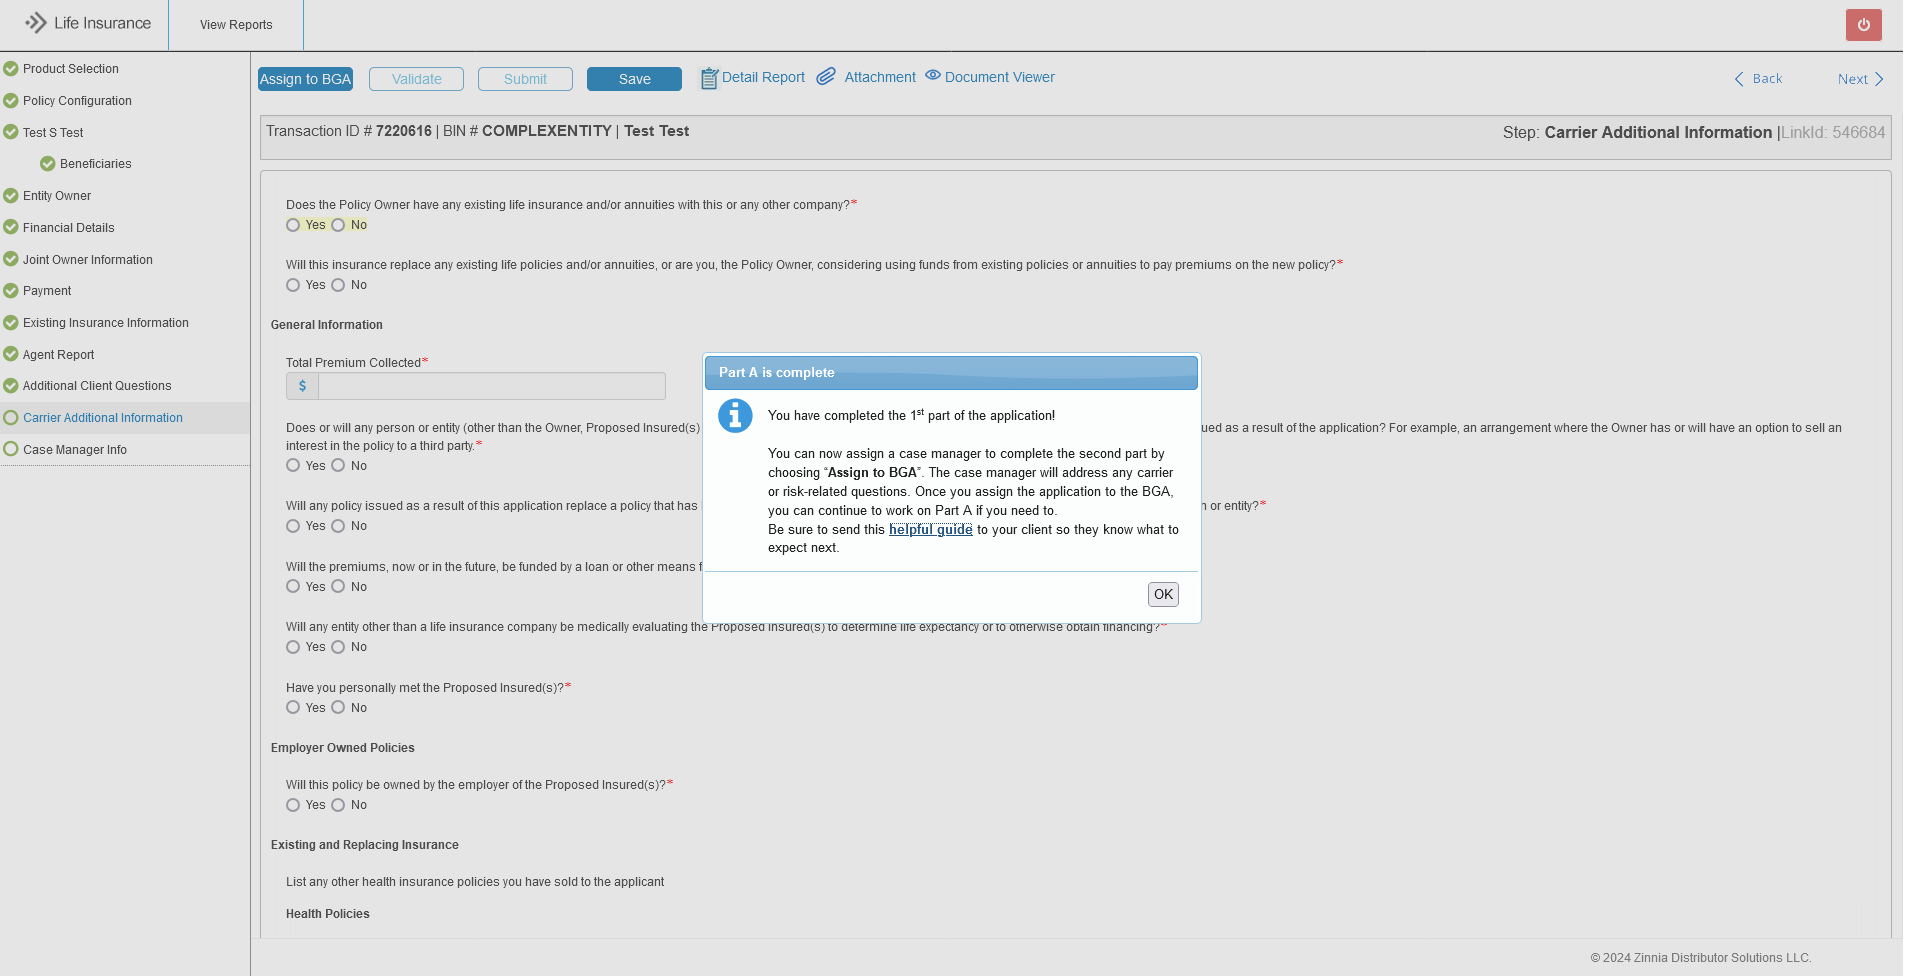 Life Insurance
View Reports
Product Selection
Policy Configuration
Test S Test
Beneficiaries
Entity Owner
Financial Details
Joint Owner Information
Payment
Existing Insurance Information
Agent Report
Additional Client Questions
Carrier Additional Information
Case Manager Info
Assign to BGA
Validate
Submit
Save
Detail Report
Attachment
Document Viewer
Back
Next
Transaction ID # 7220616 | BIN # COMPLEXENTITY | Test Test
Step: Carrier Additional Information |LinkId: 546684
Does the Policy Owner have any existing life insurance and/or annuities with this or any other company?*
Yes No
Will this insurance replace any existing life policies and/or annuities, or are you, the Policy Owner, considering using funds from existing policies or annuities to pay premiums on the new policy?*
Yes No
General Information
Total Premium Collected*
$
Does or will any person or entity (other than the Owner, Proposed Insured(s)
ued as a result of the application? For example, an arrangement where the Owner has or will have an option to sell an
interest in the policy to a third party.*
Yes No
Will any policy issued as a result of this application replace a policy that has
n or entity?*
Yes No
Will the premiums, now or in the future, be funded by a loan or other means f
Yes No
Will any entity other than a life insurance company be medically evaluating the Proposed Insured(s) to determine life expectancy or to otherwise obtain financing?*
Yes No
Have you personally met the Proposed Insured(s)?*
Yes No
Employer Owned Policies
Will this policy be owned by the employer of the Proposed Insured(s)?*
Yes No
Existing and Replacing Insurance
List any other health insurance policies you have sold to the applicant
Health Policies
Part A is complete
You have completed the 1st part of the application!
You can now assign a case manager to complete the second part by
choosing “Assign to BGA”. The case manager will address any carrier
or risk-related questions. Once you assign the application to the BGA,
you can continue to work on Part A if you need to.
Be sure to send this helpful guide to your client so they know what to
expect next.
OK
© 2024 Zinnia Distributor Solutions LLC.